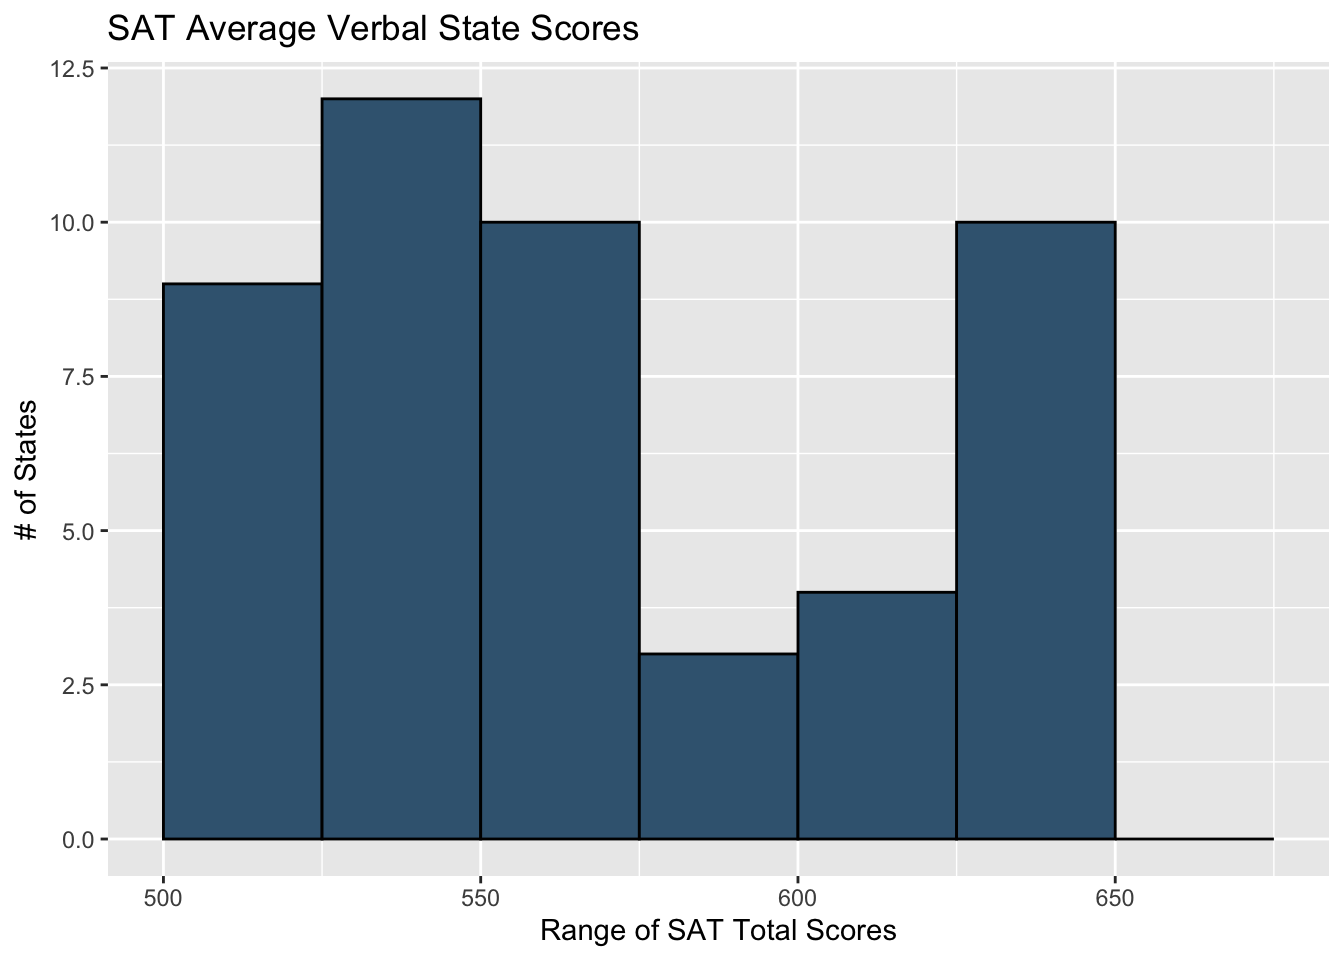 SAT Average Verbal State Scores
12.5
10.0
7.5
5.0
2.5
0.0
# of States
500 550 600 650
Range of SAT Total Scores